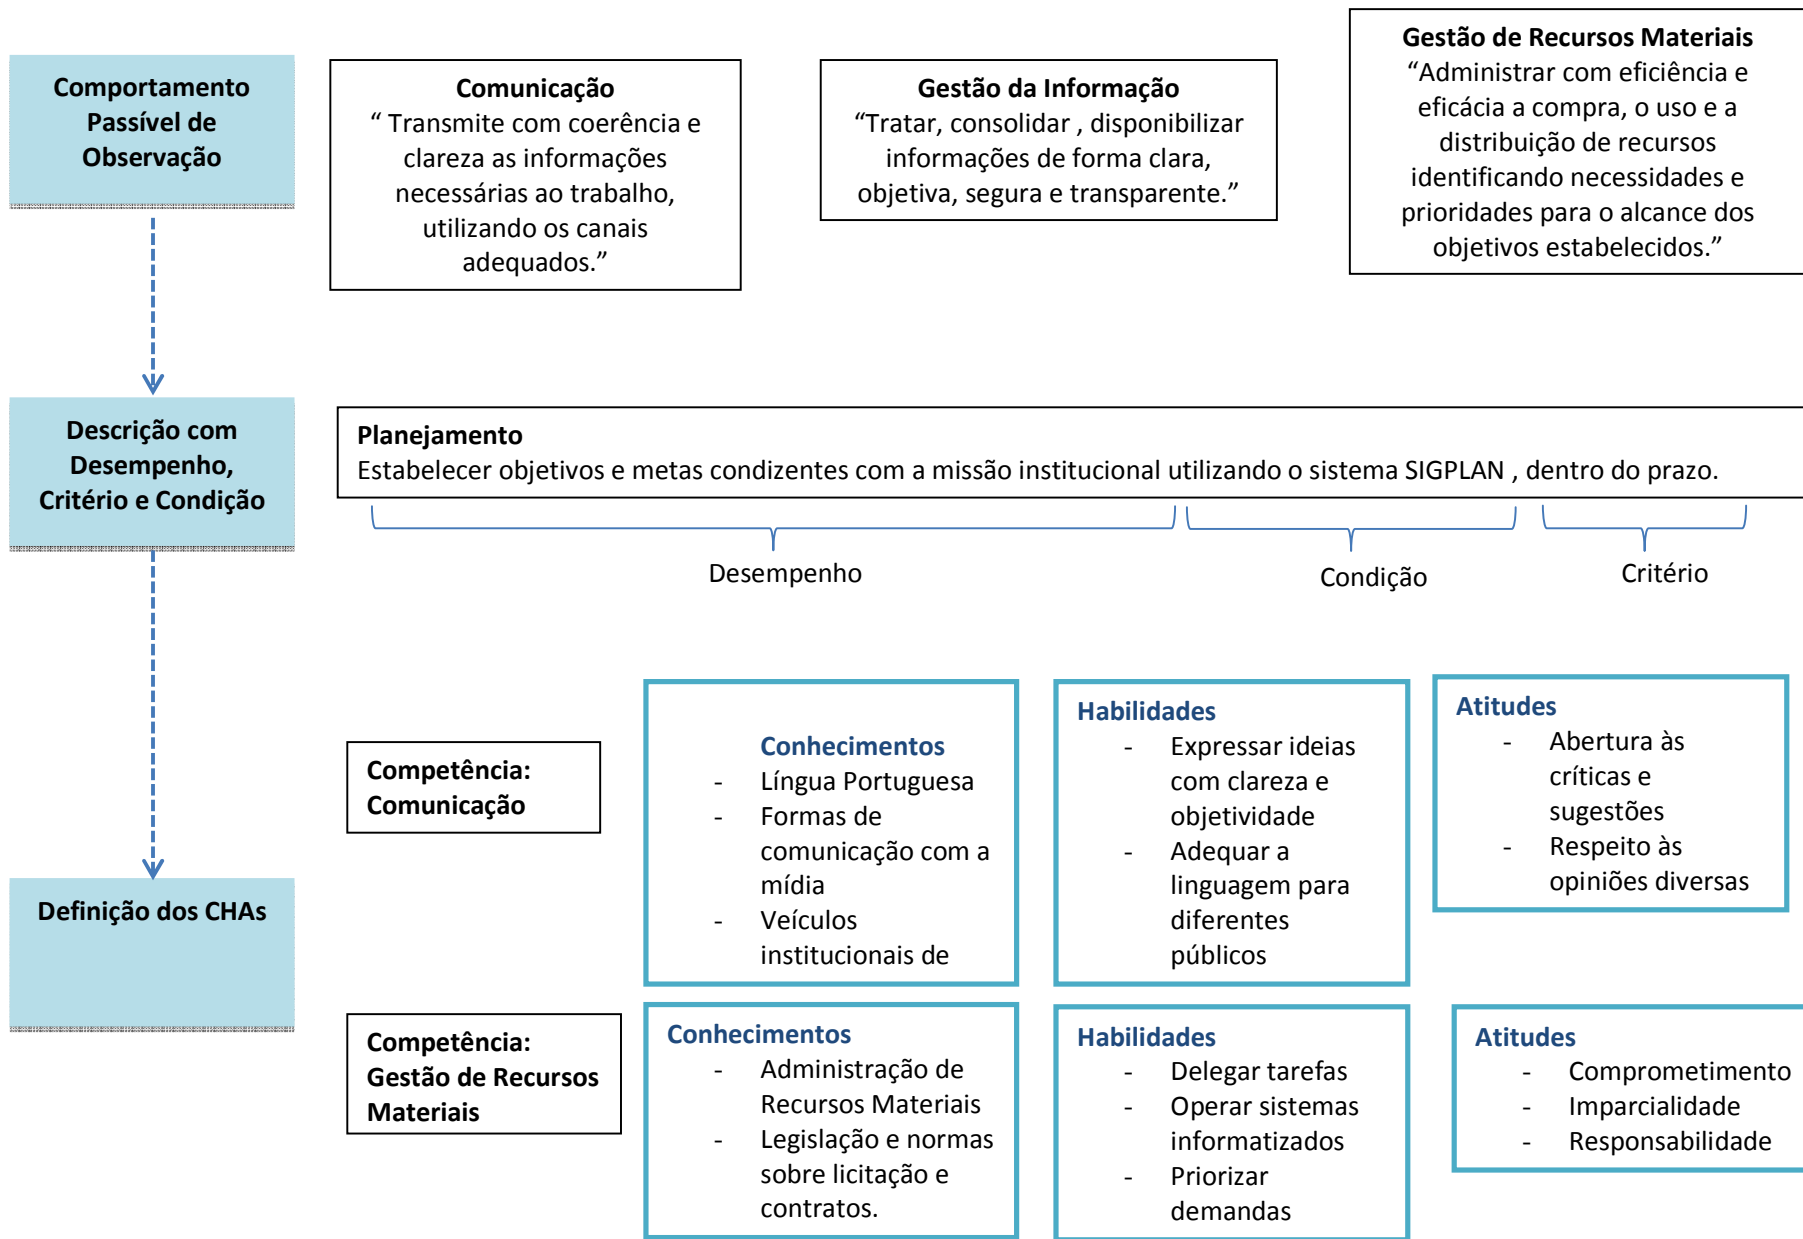 Comportamento
Passível de
Observação
Comunicação
“ Transmite com coerência e
clareza as informações
necessárias ao trabalho,
utilizando os canais
adequados.”
Gestão da Informação
“Tratar, consolidar , disponibilizar
informações de forma clara,
objetiva, segura e transparente.”
Gestão de Recursos Materiais
“Administrar com eficiência e
eficácia a compra, o uso e a
distribuição de recursos
identificando necessidades e
prioridades para o alcance dos
objetivos estabelecidos.”
Descrição com
Desempenho,
Critério e Condição
Planejamento
Estabelecer objetivos e metas condizentes com a missão institucional utilizando o sistema SIGPLAN , dentro do prazo.
Desempenho
Condição
Critério
Definição dos CHAs
Competência:
Comunicação
Conhecimentos
- Língua Portuguesa
- Formas de
comunicação com a
mídia
- Veículos
institucionais de
Habilidades
- Expressar ideias
com clareza e
objetividade
- Adequar a
linguagem para
diferentes
públicos
Atitudes
- Abertura às
críticas e
sugestões
- Respeito às
opiniões diversas
Competência:
Gestão de Recursos
Materiais
Conhecimentos
- Administração de
Recursos Materiais
- Legislação e normas
sobre licitação e
contratos.
Habilidades
- Delegar tarefas
- Operar sistemas
informatizados
- Priorizar
demandas
Atitudes
- Comprometimento
- Imparcialidade
- Responsabilidade